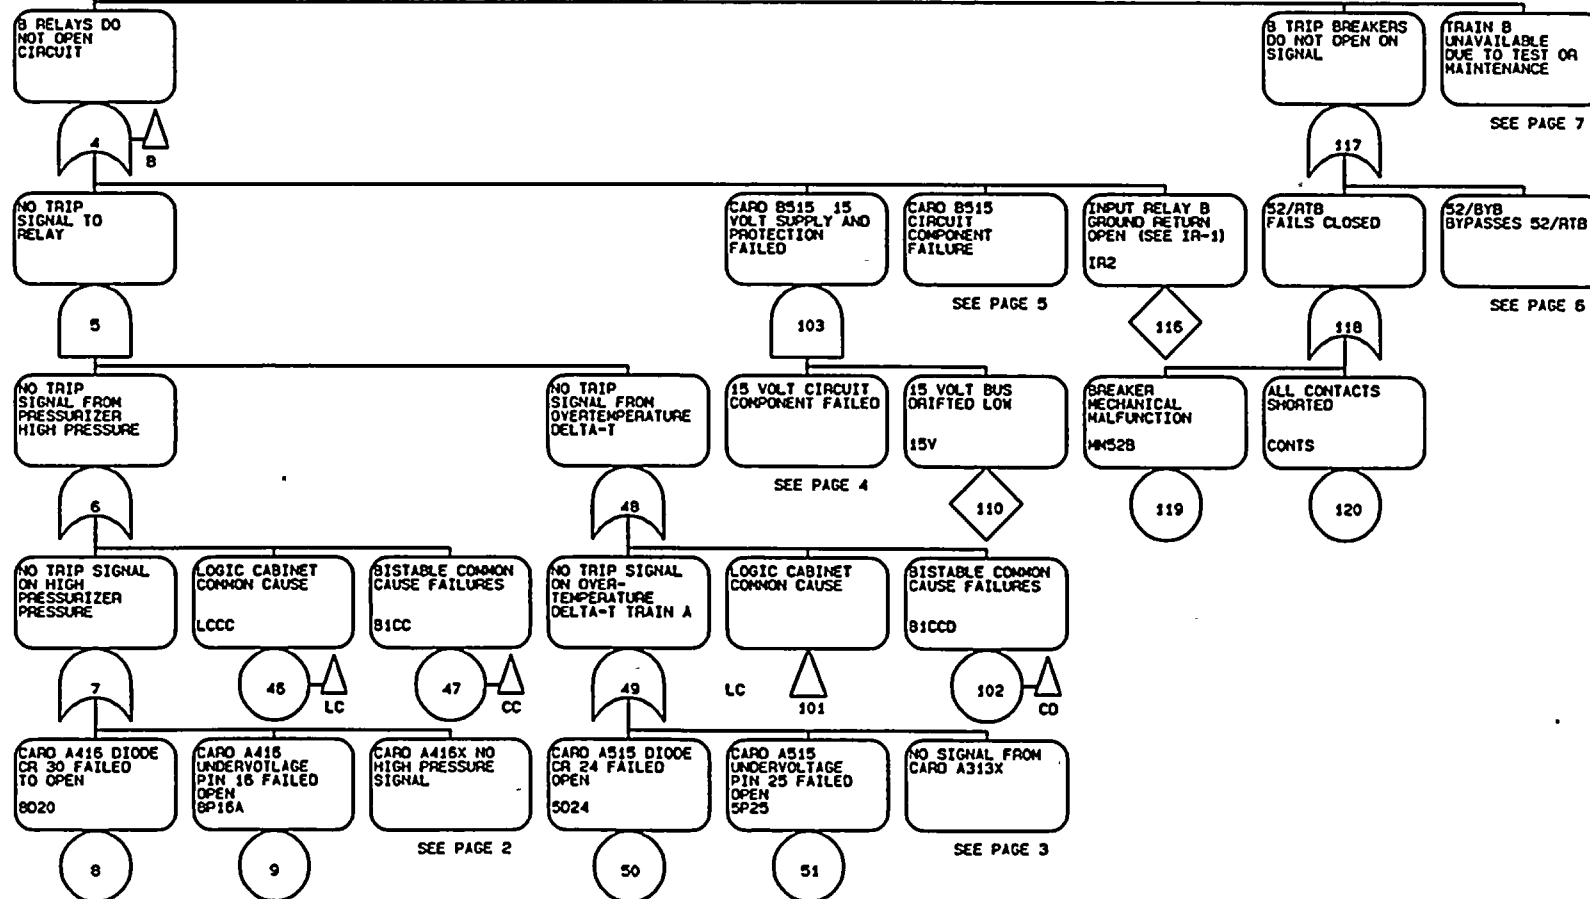 B RELAYS DO
NOT OPEN
CIRCUIT
B TRIP BREAKERS
DO NOT OPEN ON
SIGNAL
TRAIN B
UNAVAILABLE
DUE TO TEST OR
MAINTENANCE
SEE PAGE 7
4
B
117
NO TRIP
SIGNAL TO
RELAY
CARD B515 15
VOLT SUPPLY AND
PROTECTION
FAILED
CARD B515
CIRCUIT
COMPONENT
FAILURE
INPUT RELAY B
GROUND RETURN
OPEN (SEE IR-1)
IR2
52/RTB
FAILS CLOSED
52/BYB
BYPASSES 52/RTB
SEE PAGE 5
SEE PAGE 6
5
103
116
118
NO TRIP
SIGNAL FROM
PRESSURIZER
HIGH PRESSURE
NO TRIP
SIGNAL FROM
OVERTEMPERATURE
DELTA-T
15 VOLT CIRCUIT
COMPONENT FAILED
15 VOLT BUS
DRIFTED LOW
15V
BREAKER
MECHANICAL
MALFUNCTION
MM52B
ALL CONTACTS
SHORTED
CONTS
SEE PAGE 4
6
48
110
119
120
NO TRIP SIGNAL
ON HIGH
PRESSURIZER
PRESSURE
LOGIC CABINET
COMMON CAUSE
LCCC
BISTABLE COMMON
CAUSE FAILURES
B1CC
NO TRIP SIGNAL
ON OVER-
TEMPERATURE
DELTA-T TRAIN A
LOGIC CABINET
COMMON CAUSE
BISTABLE COMMON
CAUSE FAILURES
B1CCD
7
46
LC
47
CC
49
LC
101
102
CD
CARD A416 DIODE
CR 30 FAILED
TO OPEN
8D20
CARD A416
UNDERVOTLAGE
PIN 16 FAILED
OPEN
8P16A
CARD A416X NO
HIGH PRESSURE
SIGNAL
CARD A515 DIODE
CR 24 FAILED
OPEN
5D24
CARD A515
UNDERVOLTAGE
PIN 25 FAILED
OPEN
5P25
NO SIGNAL FROM
CARD A313X
SEE PAGE 2
SEE PAGE 3
8
9
50
51